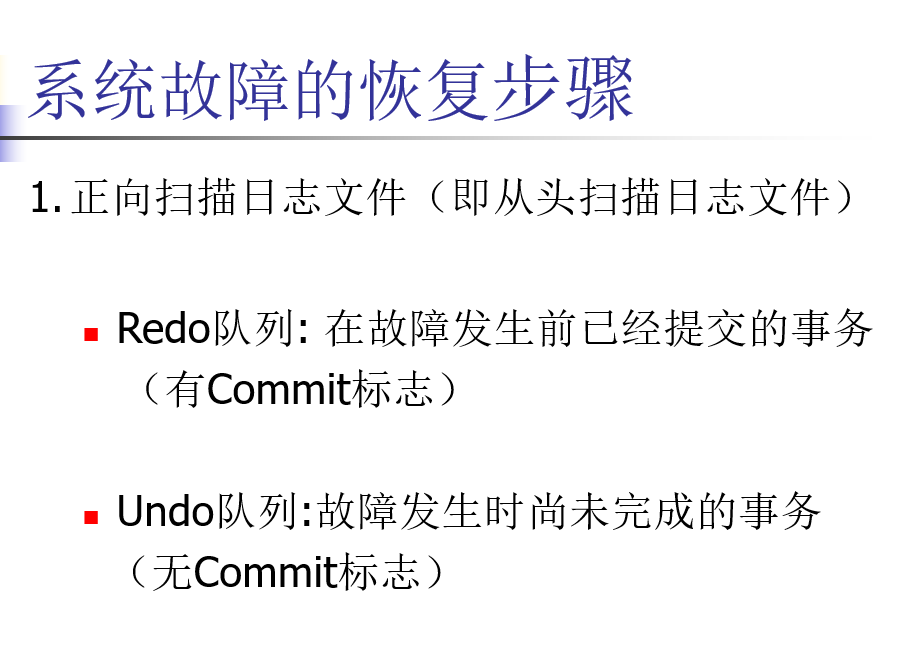 系统故障的恢复步骤
1. 正向扫描日志文件（即从头扫描日志文件）
Redo队列: 在故障发生前已经提交的事务
（有Commit标志）
Undo队列:故障发生时尚未完成的事务
（无Commit标志）